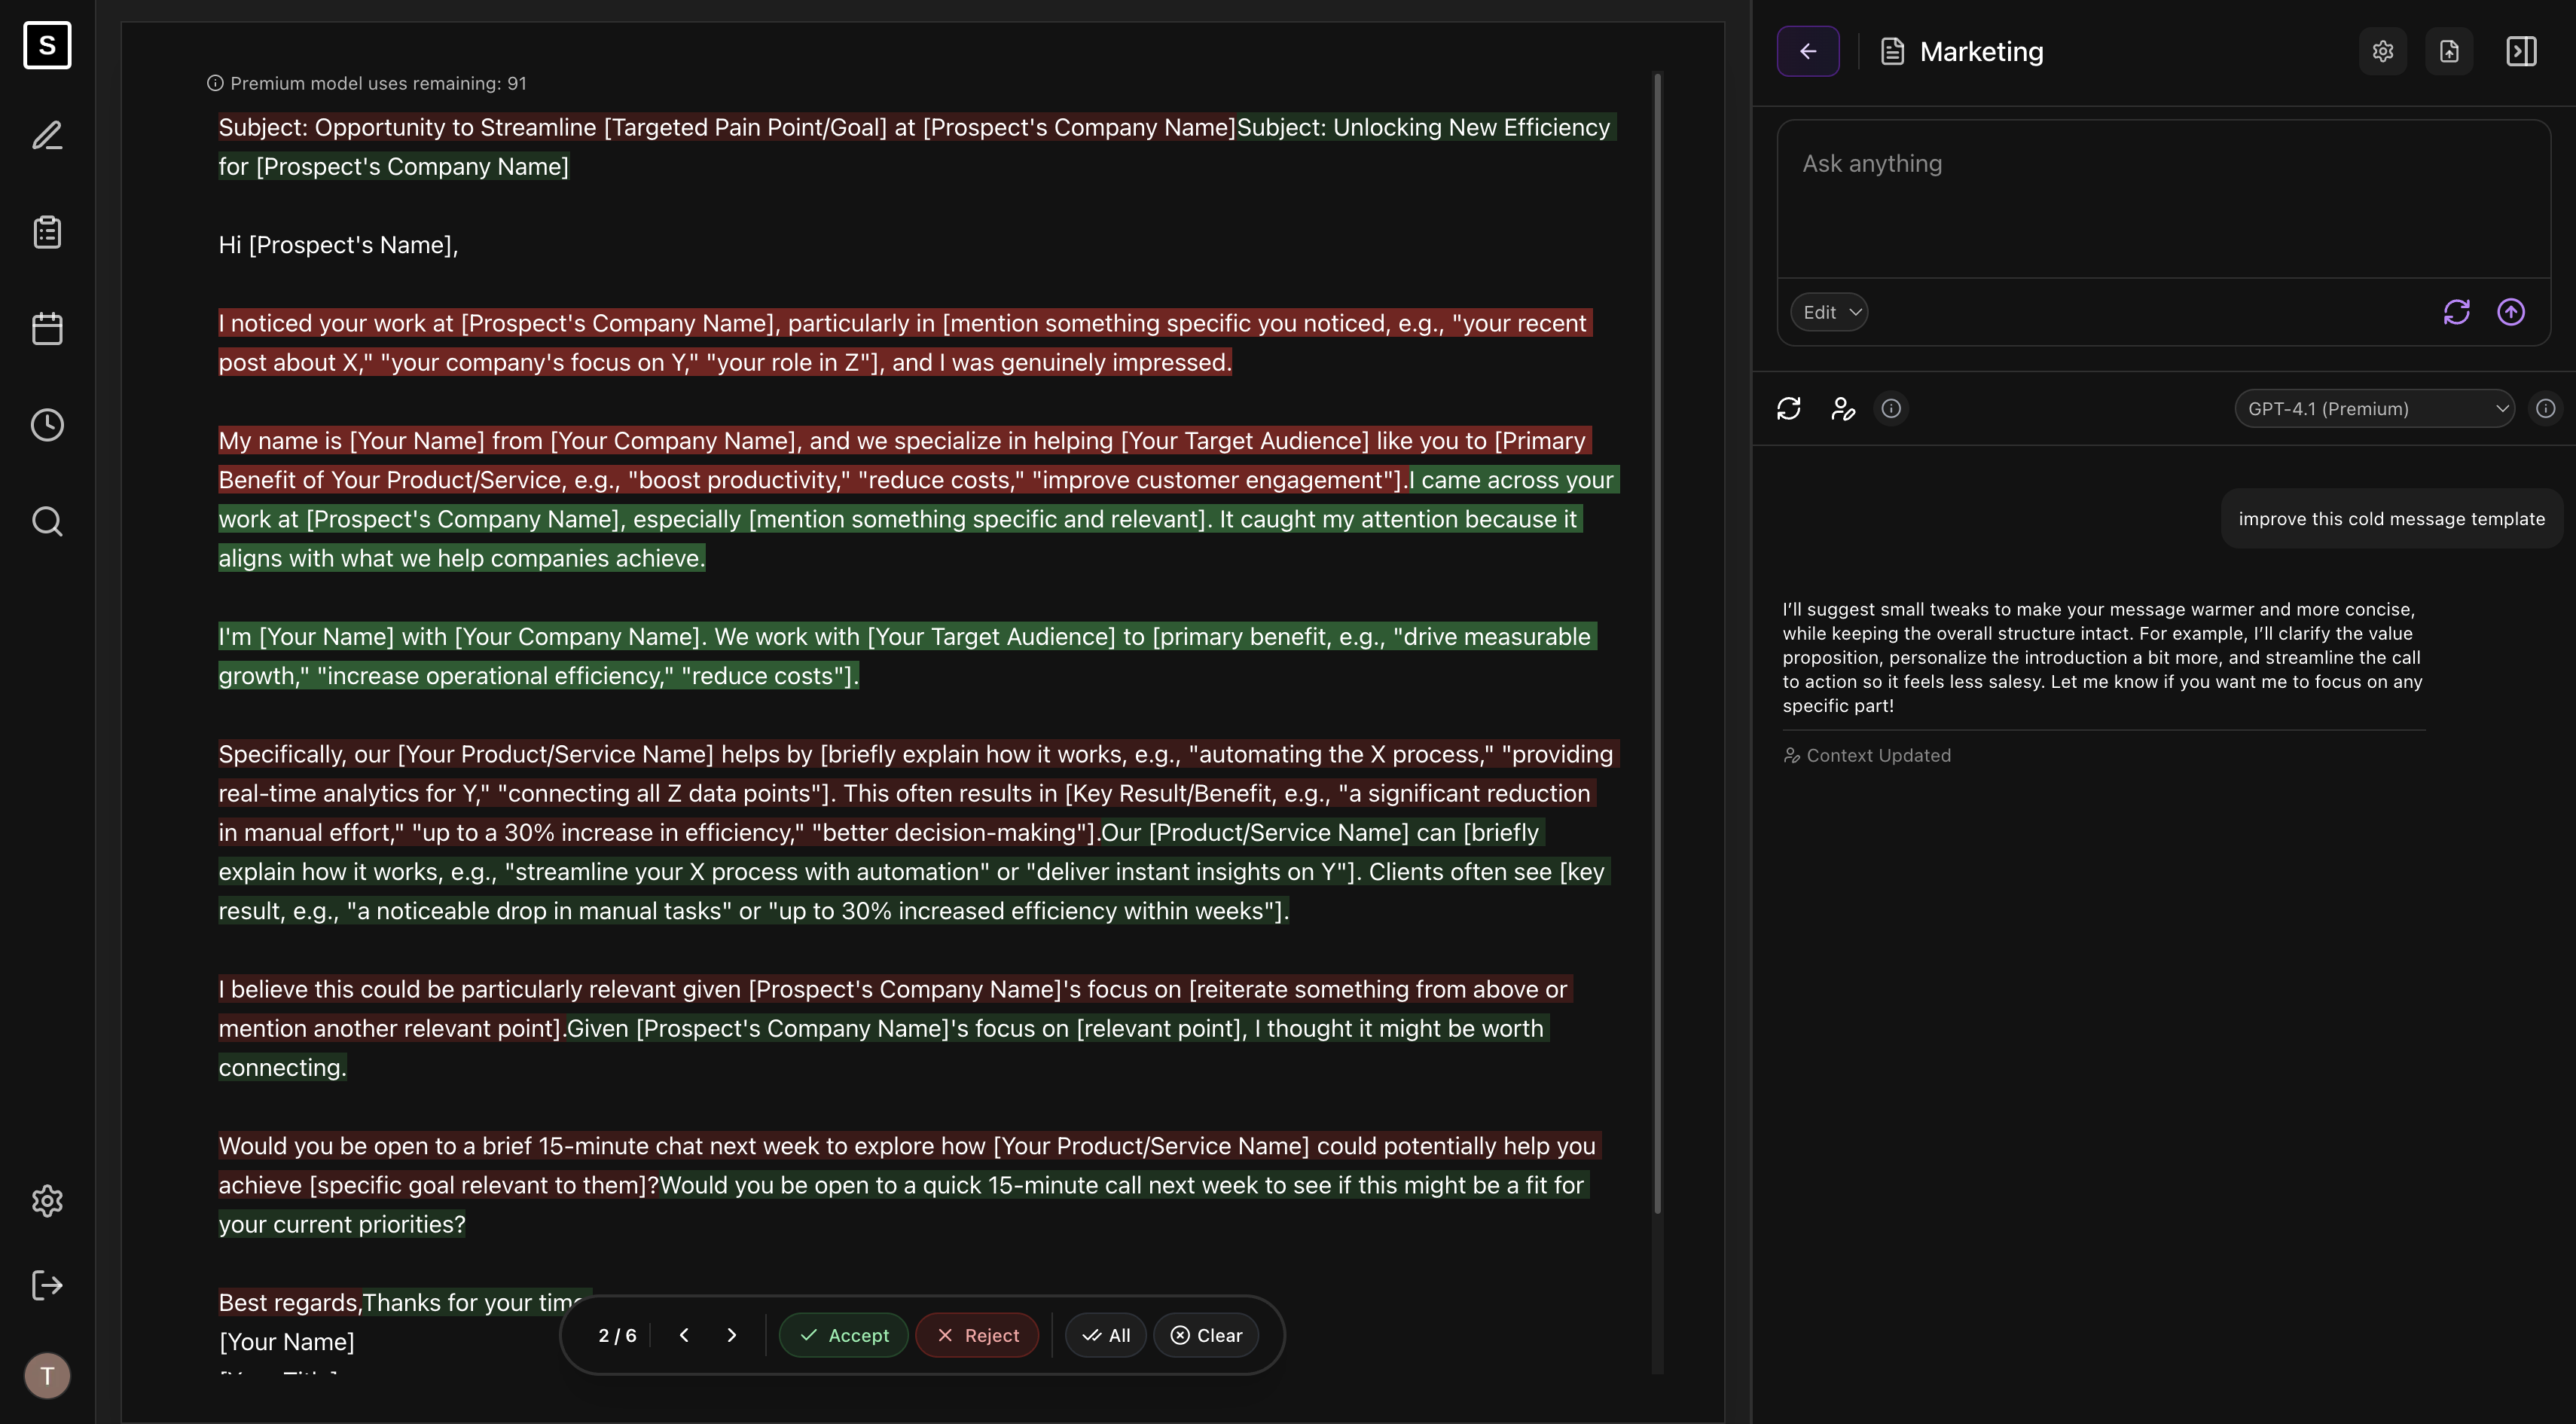 S
Premium model uses remaining: 91
Subject: Opportunity to Streamline [Targeted Pain Point/Goal] at [Prospect's Company Name]Subject: Unlocking New Efficiency
for [Prospect's Company Name]
Hi [Prospect's Name],
I noticed your work at [Prospect's Company Name], particularly in [mention something specific you noticed, e.g., "your recent
post about X," "your company's focus on Y," "your role in Z"], and I was genuinely impressed.
My name is [Your Name] from [Your Company Name], and we specialize in helping [Your Target Audience] like you to [Primary
Benefit of Your Product/Service, e.g., "boost productivity," "reduce costs," "improve customer engagement"].I came across your
work at [Prospect's Company Name], especially [mention something specific and relevant]. It caught my attention because it
aligns with what we help companies achieve.
I'm [Your Name] with [Your Company Name]. We work with [Your Target Audience] to [primary benefit, e.g., "drive measurable
growth," "increase operational efficiency," "reduce costs"].
Specifically, our [Your Product/Service Name] helps by [briefly explain how it works, e.g., "automating the X process," "providing
real-time analytics for Y," "connecting all Z data points"]. This often results in [Key Result/Benefit, e.g., "a significant reduction
in manual effort," "up to a 30% increase in efficiency," "better decision-making"].Our [Product/Service Name] can [briefly
explain how it works, e.g., "streamline your X process with automation" or "deliver instant insights on Y"]. Clients often see [key
result, e.g., "a noticeable drop in manual tasks" or "up to 30% increased efficiency within weeks"].
I believe this could be particularly relevant given [Prospect's Company Name]'s focus on [reiterate something from above or
mention another relevant point].Given [Prospect's Company Name]'s focus on [relevant point], I thought it might be worth
connecting.
Would you be open to a brief 15-minute chat next week to explore how [Your Product/Service Name] could potentially help you
achieve [specific goal relevant to them]?Would you be open to a quick 15-minute call next week to see if this might be a fit for
your current priorities?
Best regards,Thanks for your time
[Your Name]
2 / 6
Accept
Reject
All
Clear
T
Marketing
Ask anything
Edit
GPT-4.1 (Premium)
improve this cold message template
I’ll suggest small tweaks to make your message warmer and more concise,
while keeping the overall structure intact. For example, I’ll clarify the value
proposition, personalize the introduction a bit more, and streamline the call
to action so it feels less salesy. Let me know if you want me to focus on any
specific part!
Context Updated